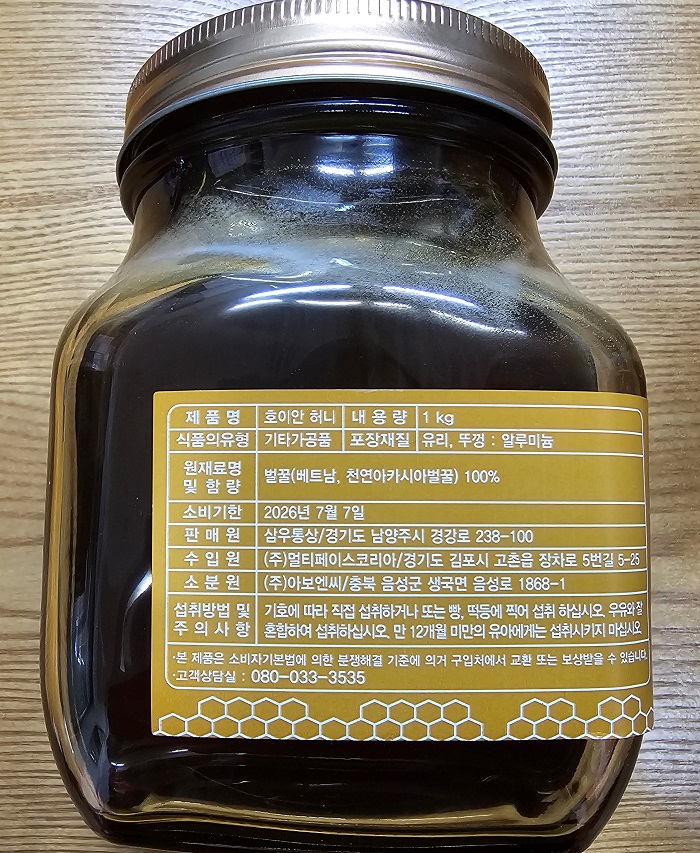 제 품 명 호이안 허니 내 용 량 1 kg
식품의유형 기타가공품 포장재질 유리, 뚜껑 : 알루미늄
원재료명 및 함 량 벌꿀(베트남, 천연아카시아벌꿀) 100%
소비기한 2026년 7월 7일
판 매 원 삼우통상/경기도 남양주시 경강로 238-100
수 입 원 (주)멀티페이스코리아/경기도 김포시 고촌읍 장차로 5번길 5-25
소 분 원 (주)아보엔씨/충북 음성군 생국면 음성로 1868-1
섭취방법 및 기호에 따라 직접 섭취하거나 또는 빵, 떡등에 찍어 섭취 하십시오. 우유와 잘
주 의 사 항 혼합하여 섭취하십시오. 만 12개월 미만의 유아에게는 섭취시키지 마십시오.
·본 제품은 소비자기본법에 의한 분쟁해결 기준에 의거 구입처에서 교환 또는 보상받을 수 있습니다.
·고객상담실 : 080-033-3535